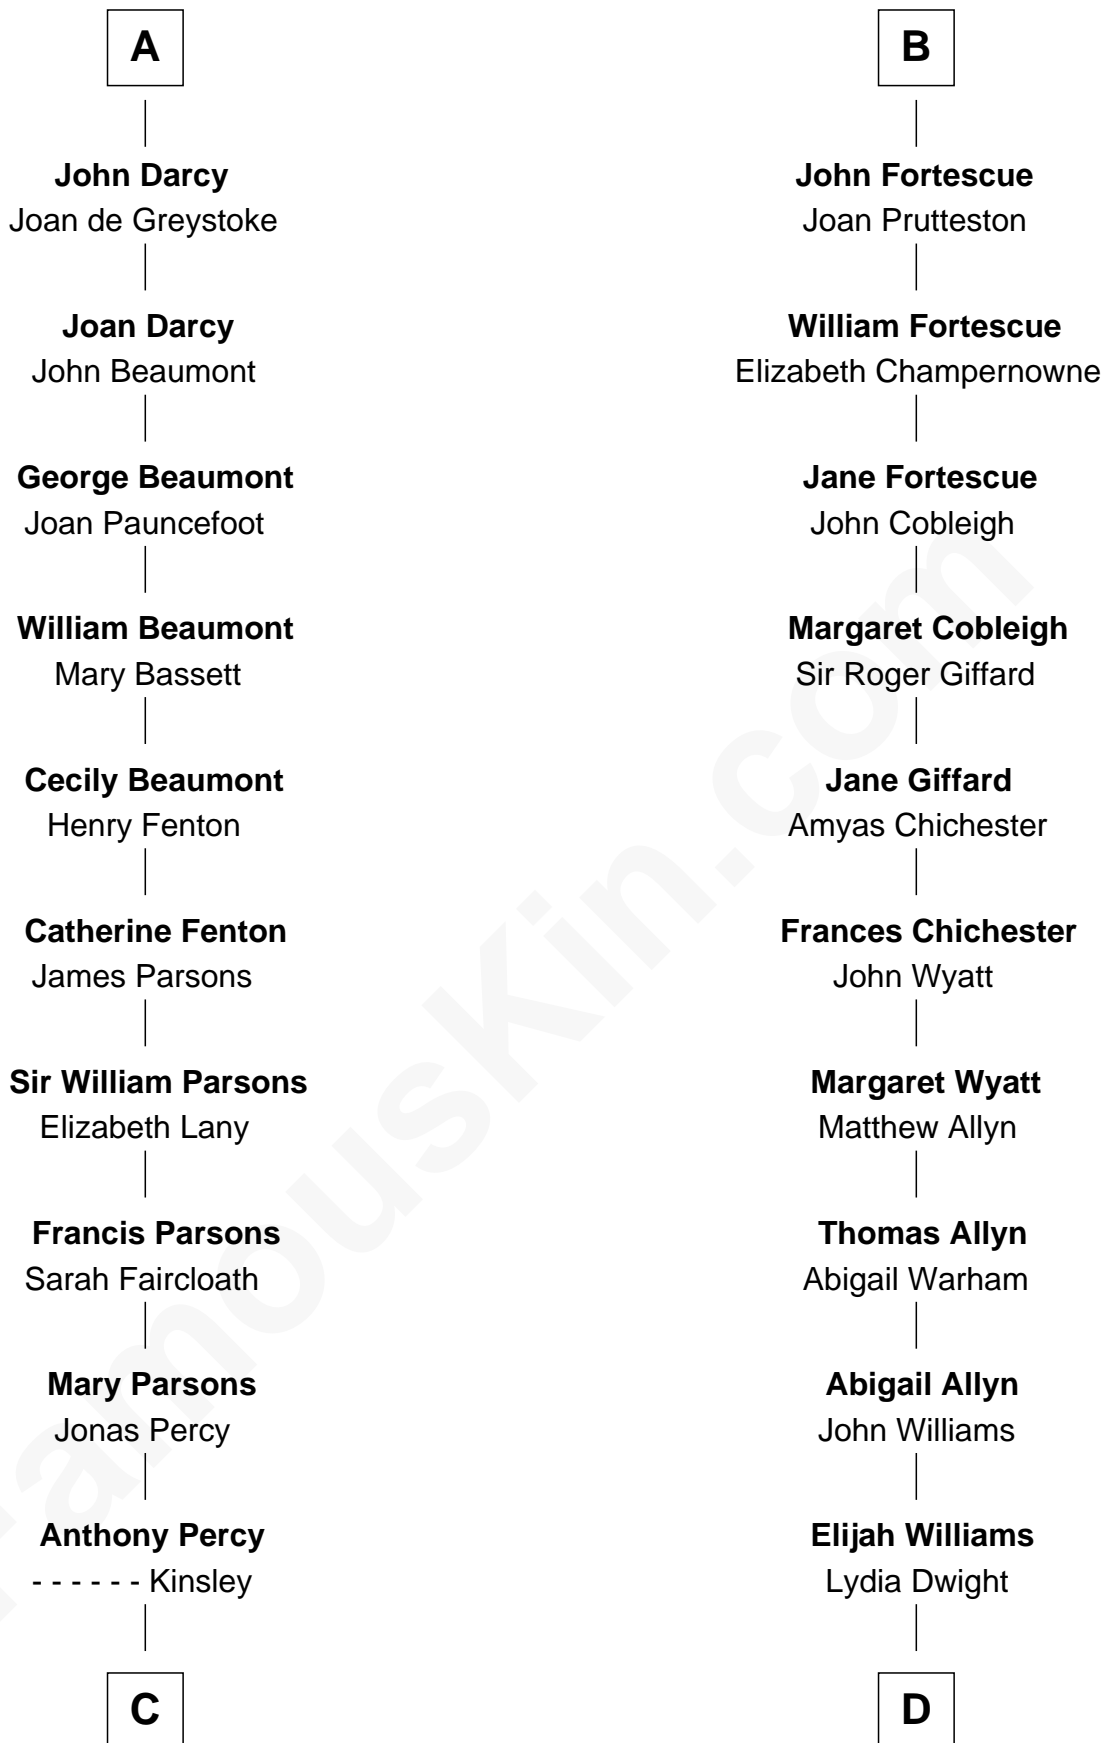 A
John Darcy
Joan de Greystoke
Joan Darcy
John Beaumont
George Beaumont
Joan Pauncefoot
William Beaumont
Mary Bassett
Cecily Beaumont
Henry Fenton
Catherine Fenton
James Parsons
Sir William Parsons
Elizabeth Lany
Francis Parsons
Sarah Faircloath
Mary Parsons
Jonas Percy
Anthony Percy
- - - - - - Kinsley
C
B
John Fortescue
Joan Prutteston
William Fortescue
Elizabeth Champernowne
Jane Fortescue
John Cobleigh
Margaret Cobleigh
Sir Roger Giffard
Jane Giffard
Amyas Chichester
Frances Chichester
John Wyatt
Margaret Wyatt
Matthew Allyn
Thomas Allyn
Abigail Warham
Abigail Allyn
John Williams
Elijah Williams
Lydia Dwight
D
FamousKin.com